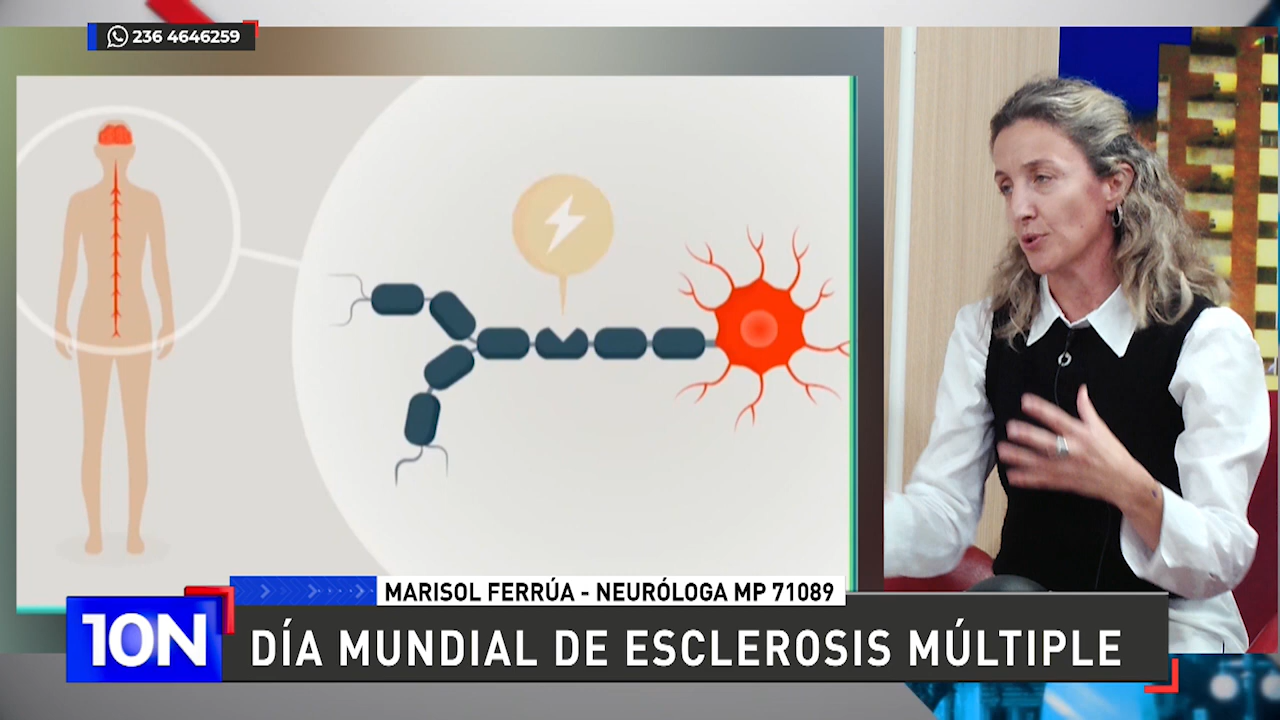 236 4646259
MARISOL FERRÚA - NEURÓLOGA MP 71089
10N
DÍA MUNDIAL DE ESCLEROSIS MÚLTIPLE